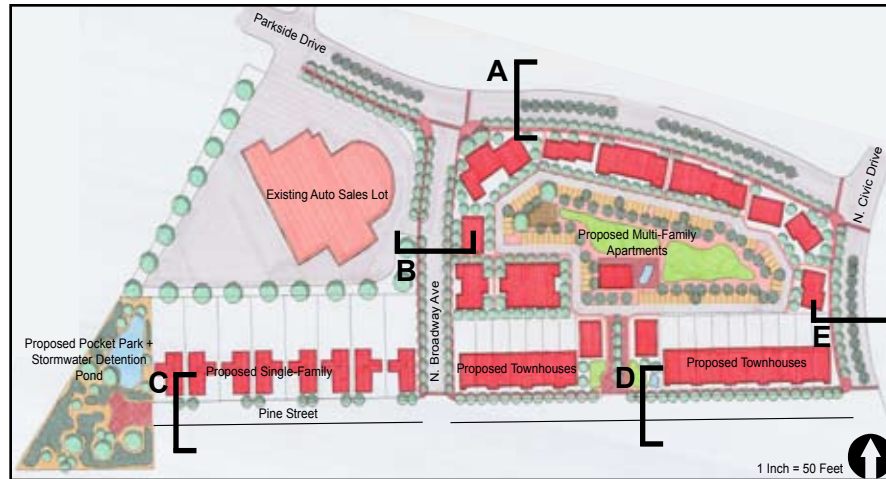 Parkside Drive
A
N. Civic Drive
Existing Auto Sales Lot
Proposed Multi-Family
Apartments
B
N. Broadway Ave
E
Proposed Pocket Park +
Stormwater Detention
Pond
C
Proposed Single-Family
Proposed Townhouses
D
Proposed Townhouses
Pine Street
1 Inch = 50 Feet